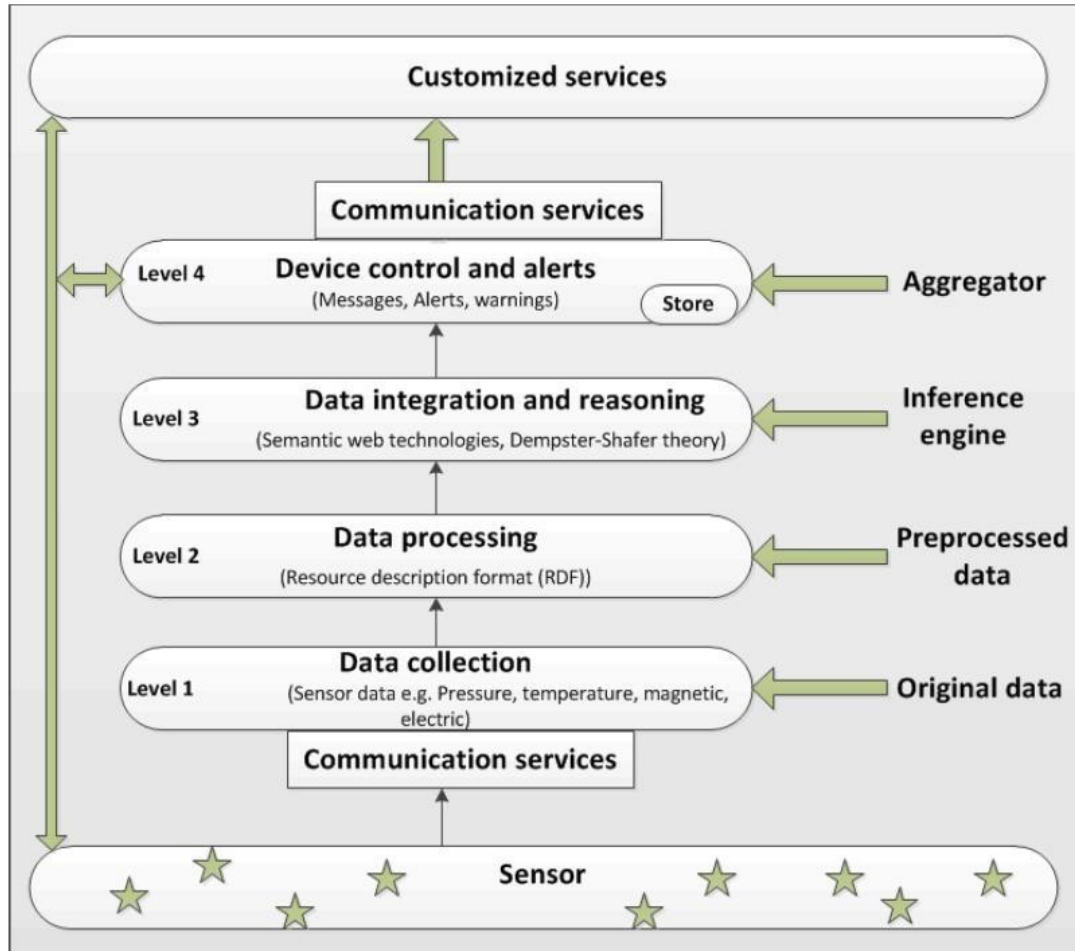 Customized services
Communication services
Level 4
Device control and alerts
(Messages, Alerts, warnings)
Store
Aggregator
Level 3
Data integration and reasoning
(Semantic web technologies, Dempster-Shafer theory)
Inference
engine
Level 2
Data processing
(Resource description format (RDF))
Preprocessed
data
Level 1
Data collection
(Sensor data e.g. Pressure, temperature, magnetic,
electric)
Original data
Communication services
Sensor